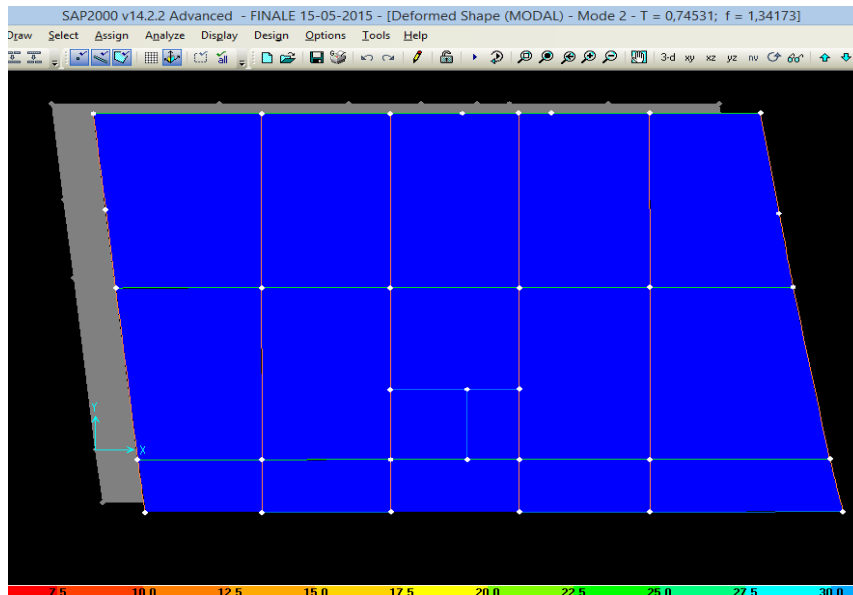 SAP2000 v14.2.2 Advanced - FINALE 15-05-2015 - [Deformed Shape (MODAL) - Mode 2 - T = 0,74531; f = 1,34173]
Draw Select Assign Analyze Display Design Options Tools Help
all 3-d xy xz yz nv
Y
X
7.5 10.0 12.5 15.0 17.5 20.0 22.5 25.0 27.5 30.0